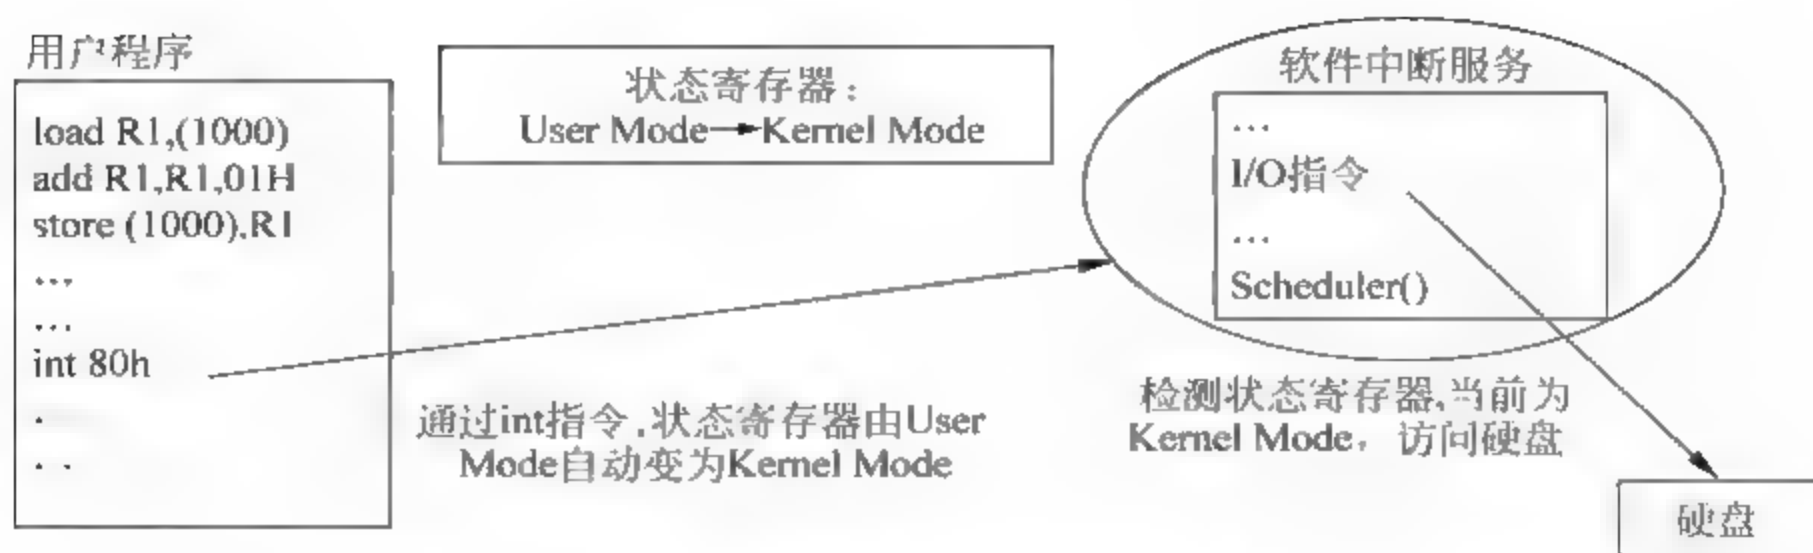 用户程序
load R1,(1000)
add R1,R1,01H
store (1000),R1
...
...
int 80h
.
..
状态寄存器：
User Mode→Kernel Mode
通过int指令,状态寄存器由User
Mode自动变为Kernel Mode
软件中断服务
...
I/O指令
...
Scheduler()
检测状态寄存器,当前为
Kernel Mode，访问硬盘
硬盘